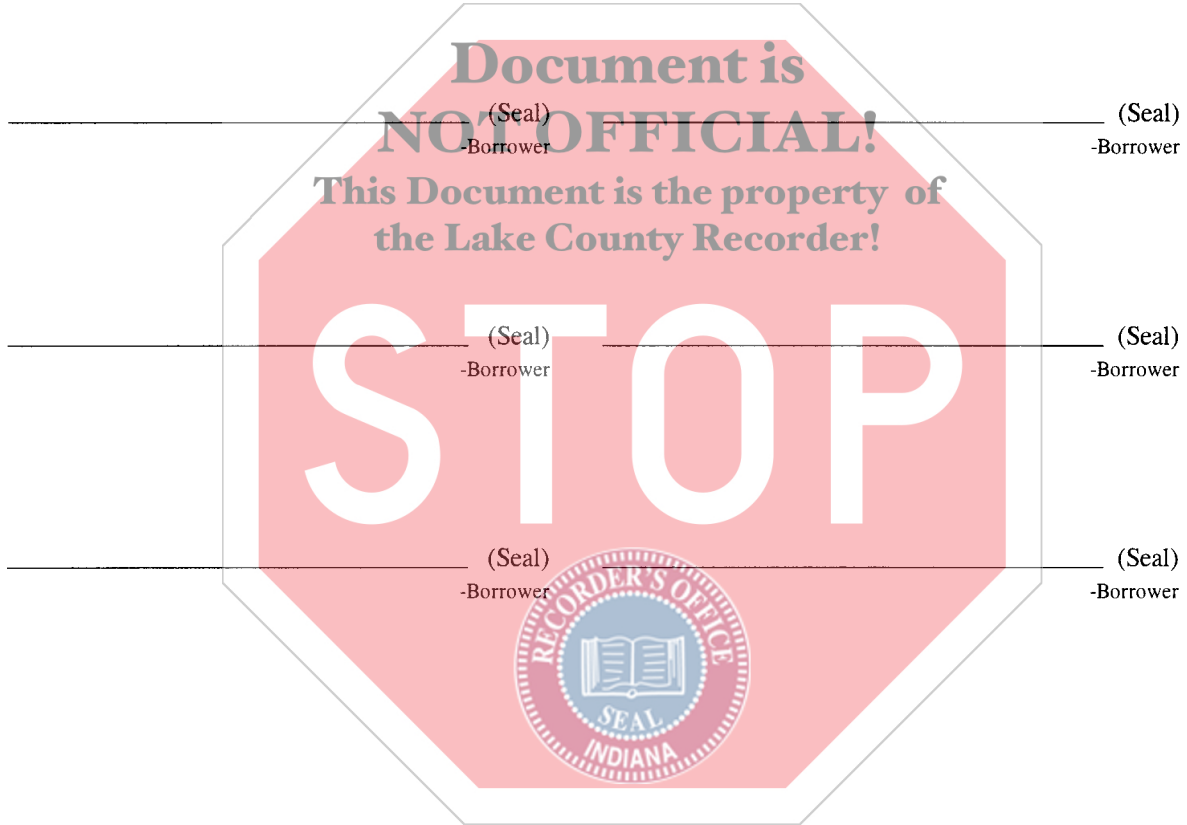 Document is
(Seal) (Seal)
NOT OFFICIAL!
-Borrower -Borrower
This Document is the property of
the Lake County Recorder!
STOP
(Seal) (Seal)
-Borrower -Borrower
(Seal) (Seal)
-Borrower -Borrower
RECORDER'S OFFICE
SEAL
INDIANA